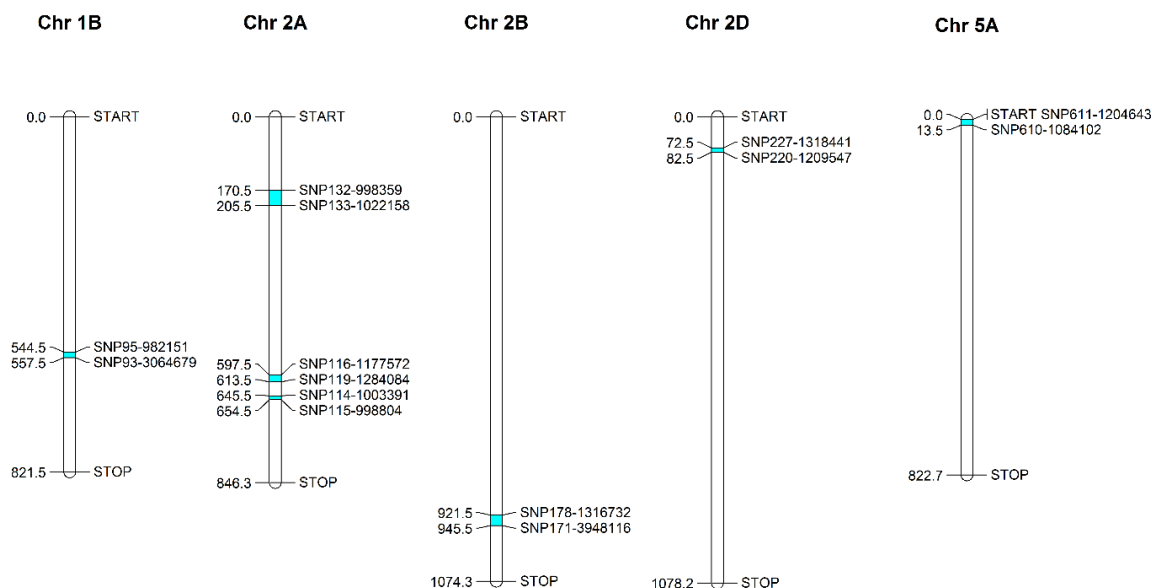 Chr 1B
0.0 START
544.5 SNP95-982151
557.5 SNP93-3064679
821.5 STOP
Chr 2A
0.0 START
170.5 SNP132-998359
205.5 SNP133-1022158
597.5 SNP116-1177572
613.5 SNP119-1284084
645.5 SNP114-1003391
654.5 SNP115-998804
846.3 STOP
Chr 2B
0.0 START
921.5 SNP178-1316732
945.5 SNP171-3948116
1074.3 STOP
Chr 2D
0.0 START
72.5 SNP227-1318441
82.5 SNP220-1209547
1078.2 STOP
Chr 5A
0.0 START SNP611-1204643
13.5 SNP610-1084102
822.7 STOP